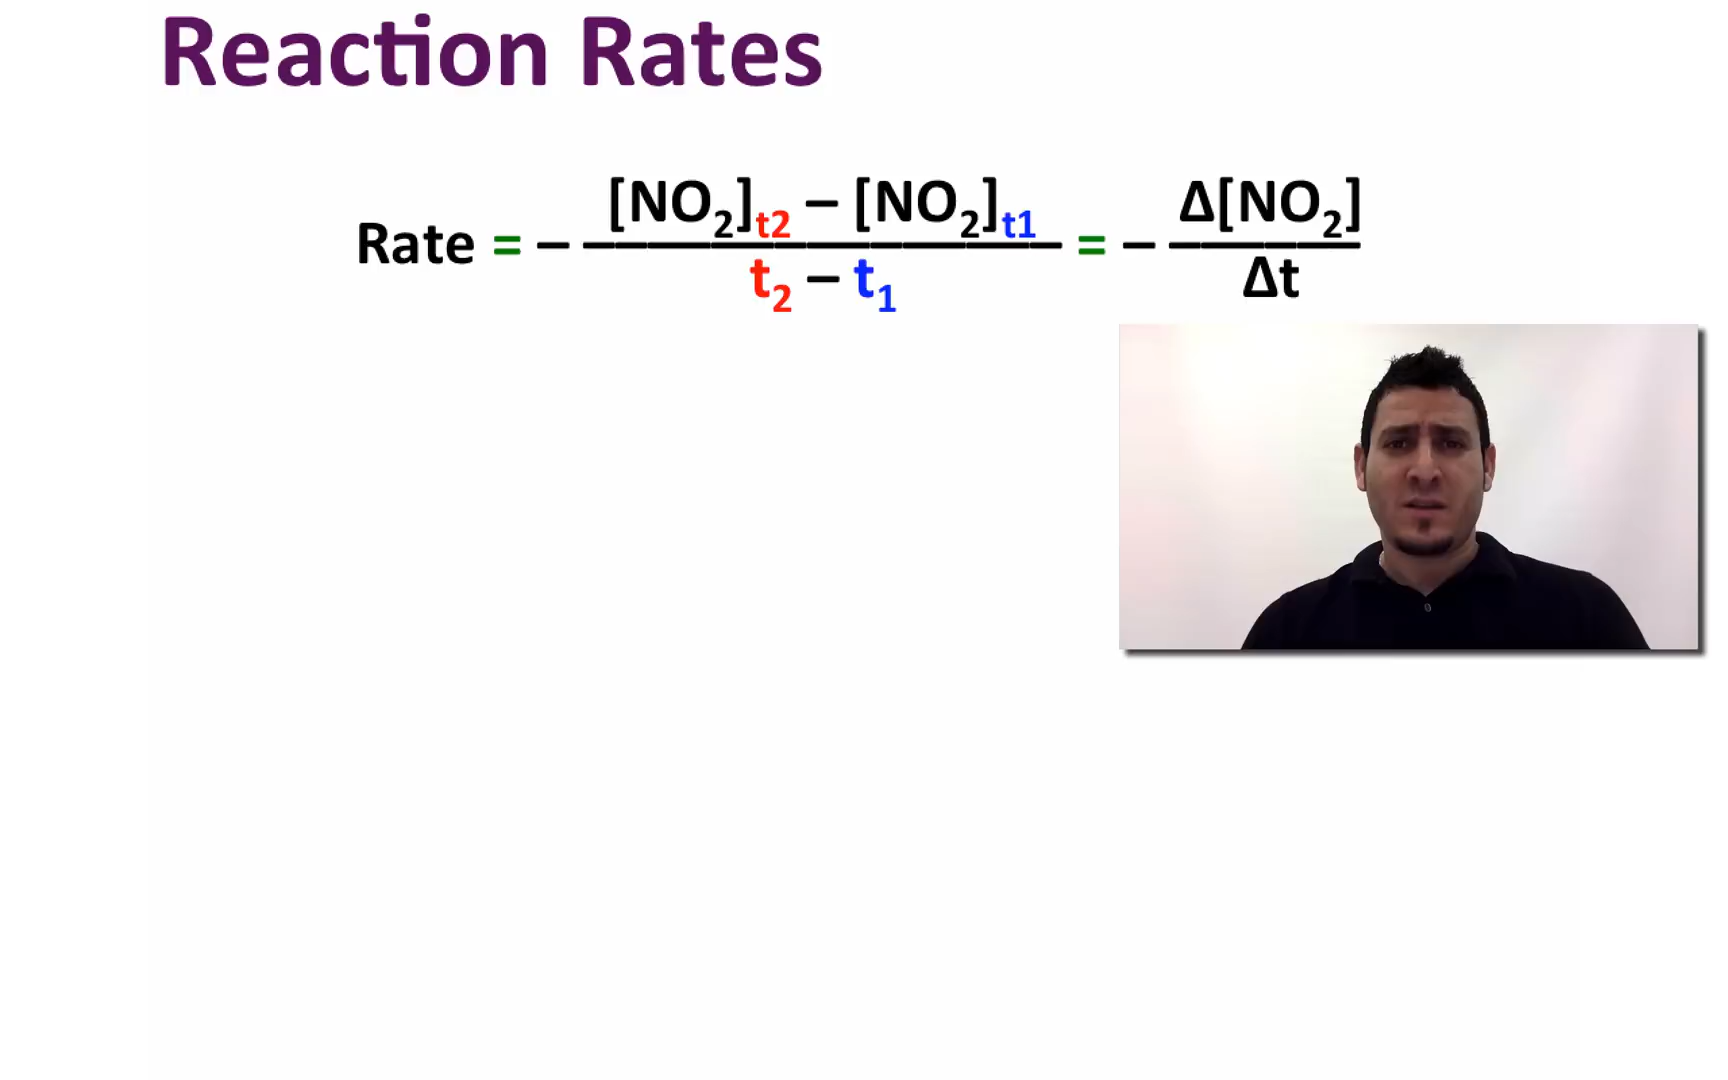 Reaction Rates
Rate = – [NO₂]t2 – [NO₂]t1 / t₂ – t₁ = – Δ[NO₂] / Δt